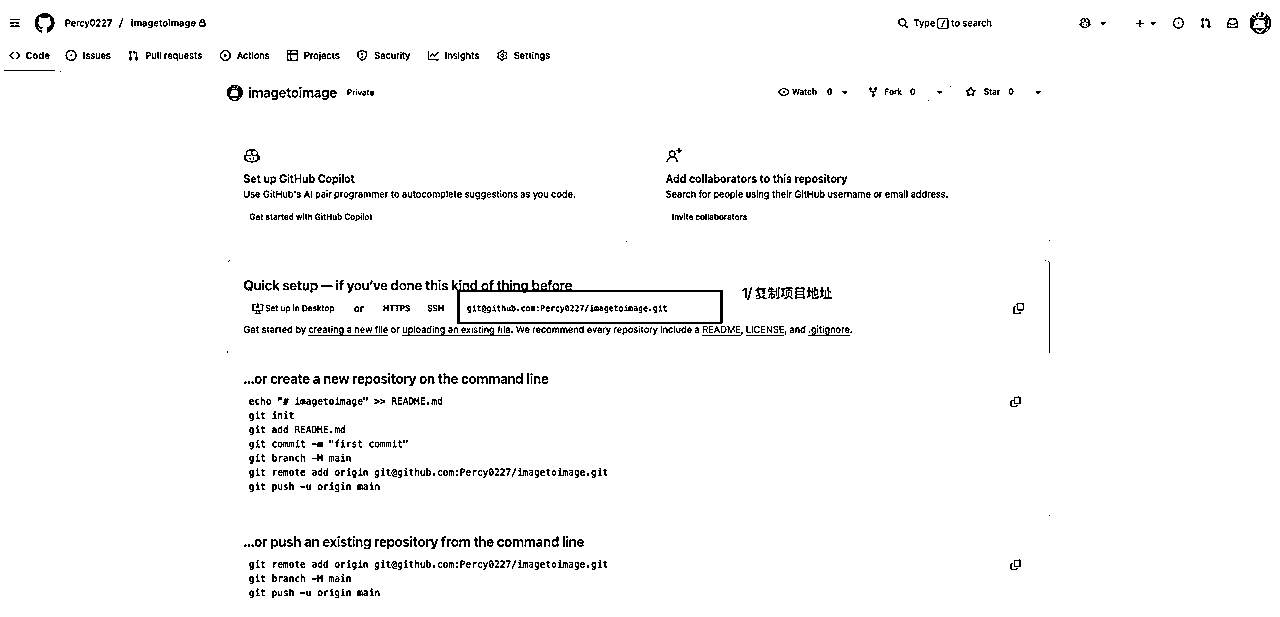 Percy0227 / imagetoimage
Type / to search
Code Issues Pull requests Actions Projects Security Insights Settings
imagetoimage Private
Watch 0 Fork 0 Star 0
Set up GitHub Copilot
Use GitHub's AI pair programmer to autocomplete suggestions as you code.
Get started with GitHub Copilot
Add collaborators to this repository
Search for people using their GitHub username or email address.
Invite collaborators
Quick setup — if you've done this kind of thing before
1/ 复制项目地址
Set up in Desktop or HTTPS SSH git@github.com:Percy0227/imagetoimage.git
Get started by creating a new file or uploading an existing file. We recommend every repository include a README, LICENSE, and .gitignore.
...or create a new repository on the command line
echo "# imagetoimage" >> README.md
git init
git add README.md
git commit -m "first commit"
git branch -M main
git remote add origin git@github.com:Percy0227/imagetoimage.git
git push -u origin main
...or push an existing repository from the command line
git remote add origin git@github.com:Percy0227/imagetoimage.git
git branch -M main
git push -u origin main